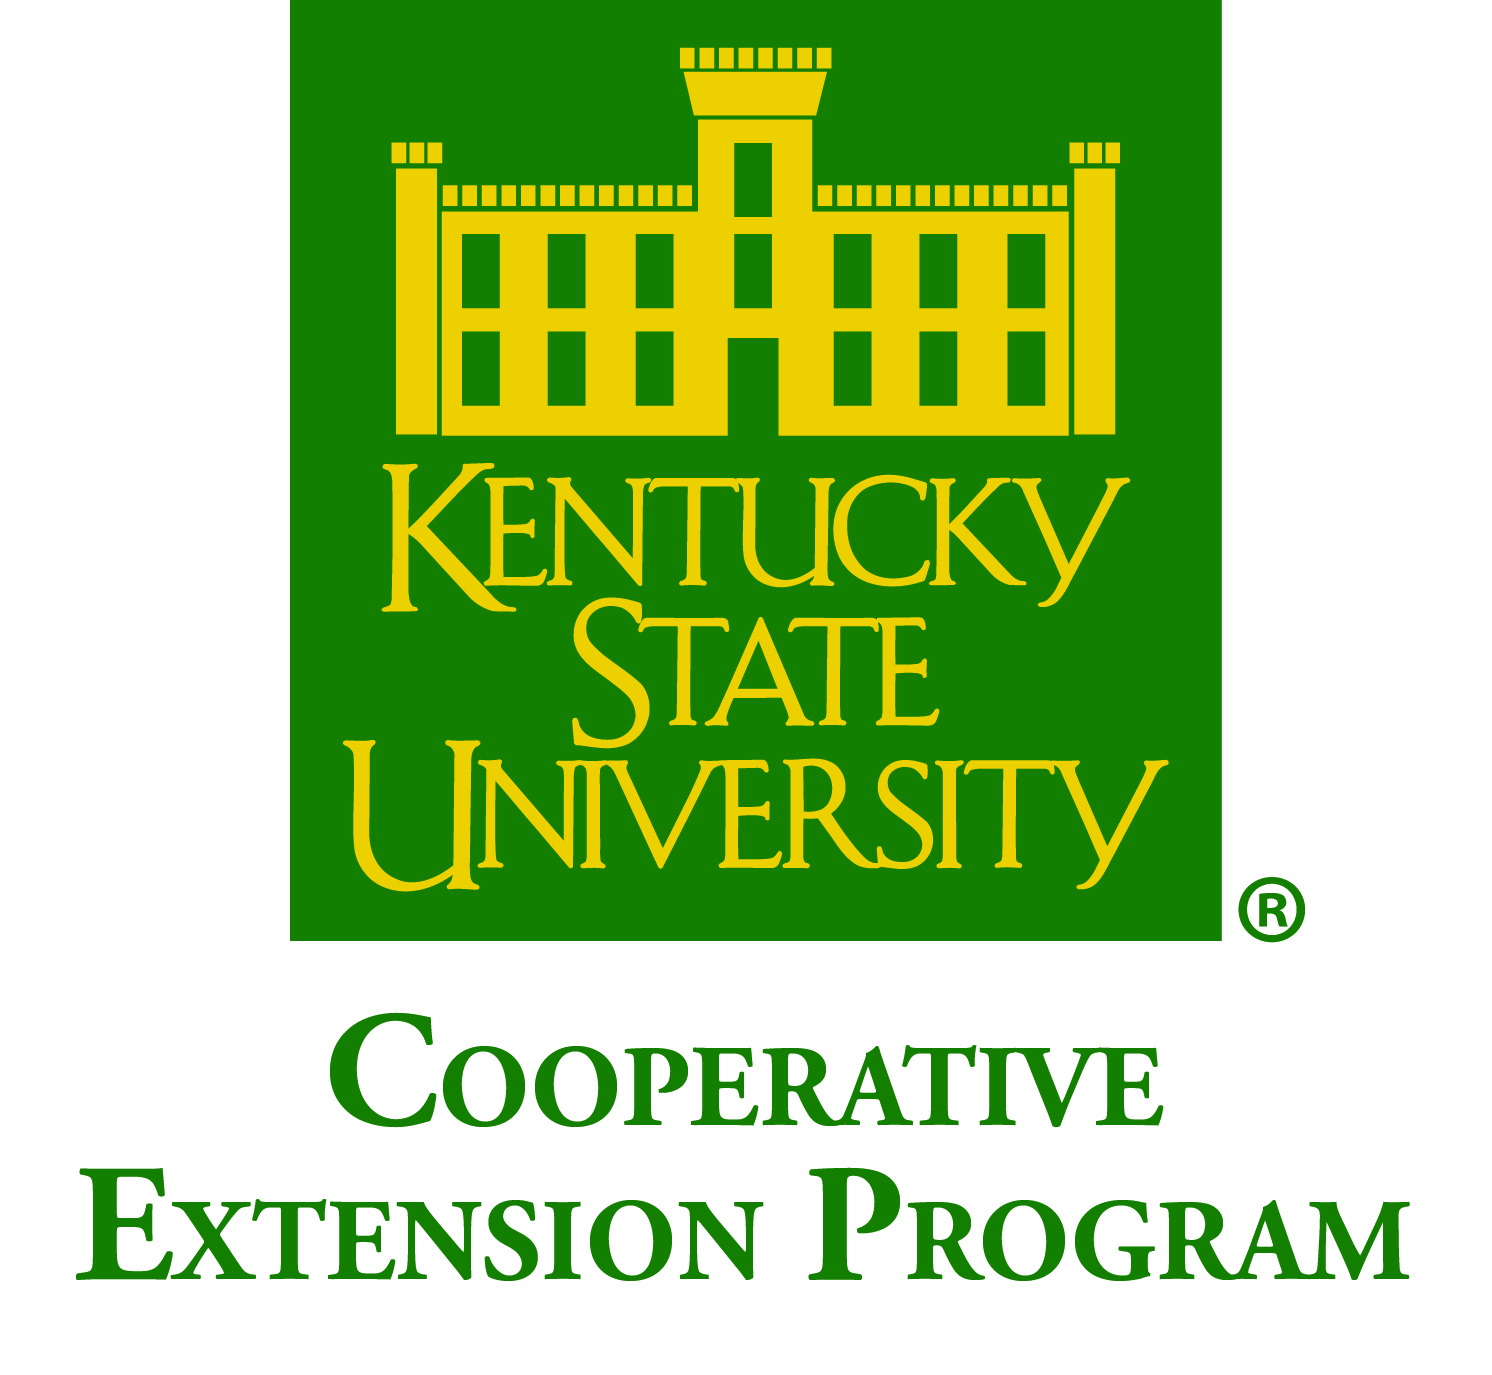 KENTUCKY
STATE
UNIVERSITY
®
COOPERATIVE
EXTENSION PROGRAM